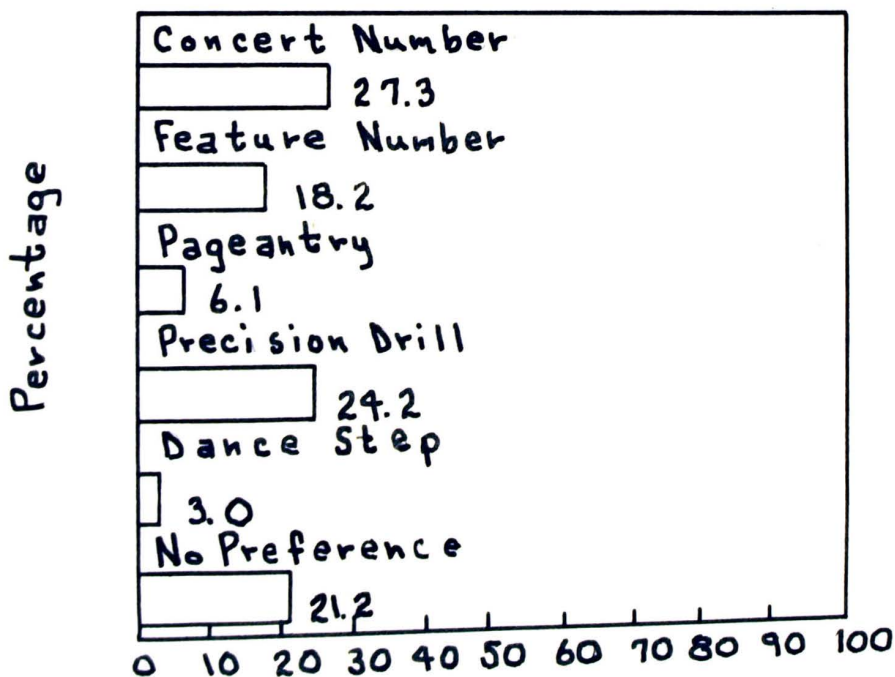 Percentage
Concert Number
27.3
Feature Number
18.2
Pageantry
6.1
Precision Drill
24.2
Dance Step
3.0
No Preference
21.2
0 10 20 30 40 50 60 70 80 90 100